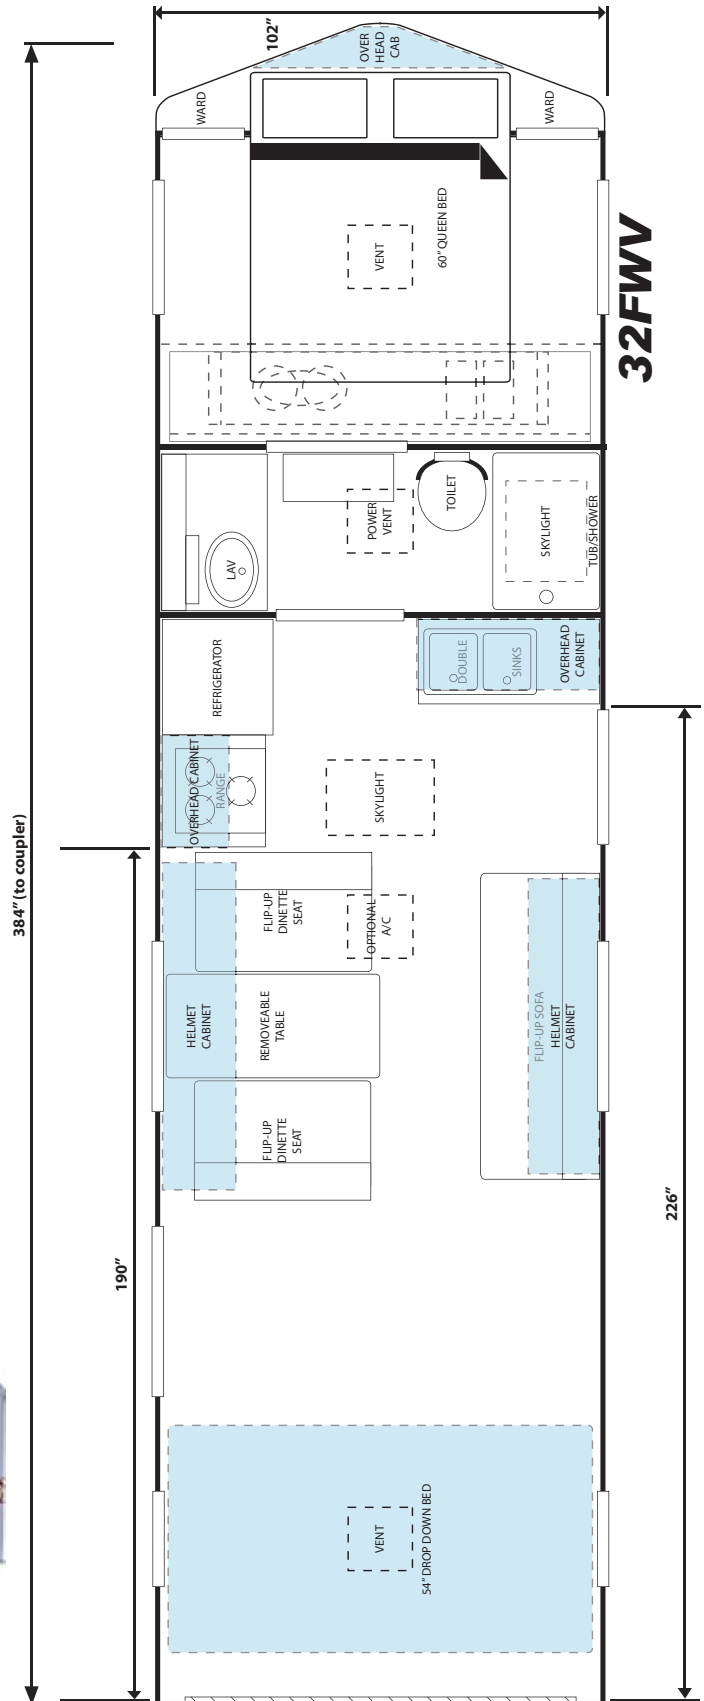 102”
OVER
HEAD
CAB
WARD
WARD
60” QUEEN BED
VENT
32FWV
TOILET
POWER
VENT
SKYLIGHT
TUB/SHOWER
LAV
REFRIGERATOR
DOUBLE
SINKS
OVERHEAD
CABINET
OVERHEAD CABINET
RANGE
SKYLIGHT
384” (to coupler)
FLIP-UP
DINETTE
SEAT
OPTIONAL
A/C
HELMET
CABINET
REMOVEABLE
TABLE
FLIP-UP SOFA
HELMET
CABINET
FLIP-UP
DINETTE
SEAT
226”
190”
VENT
54” DROP DOWN BED